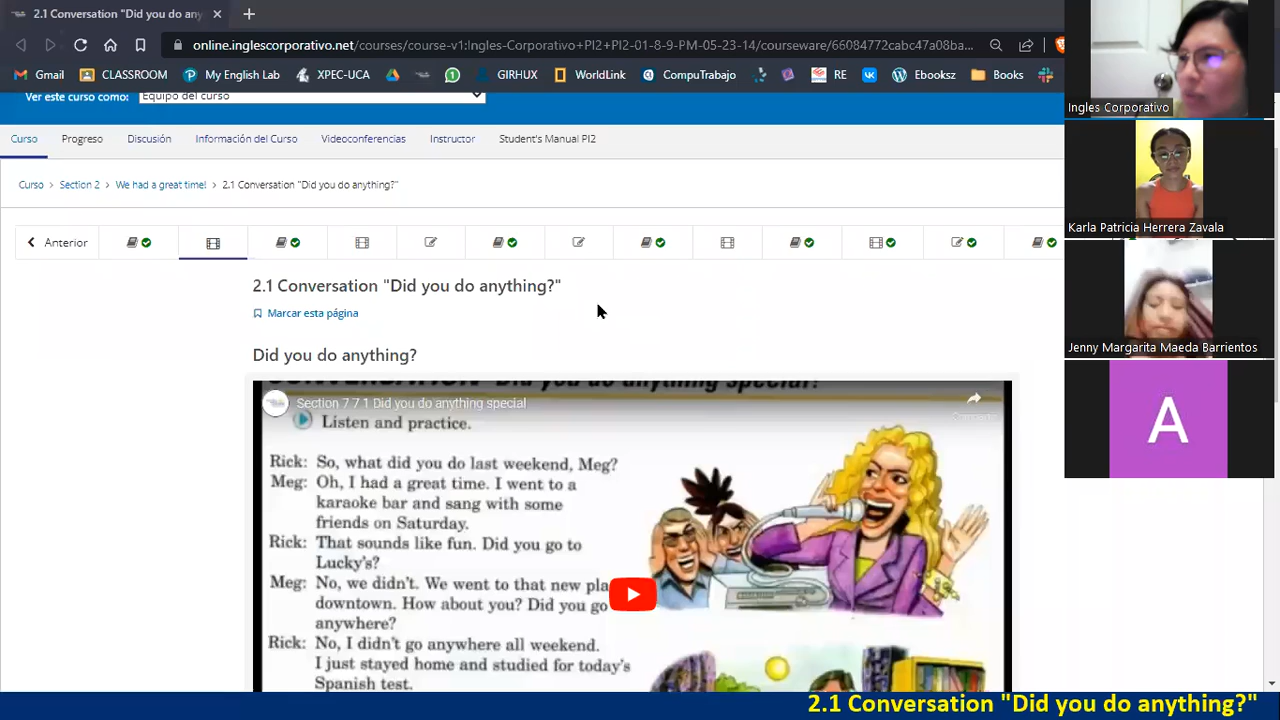 2.1 Conversation "Did you do any
online.inglescorporativo.net/courses/course-v1:Ingles-Corporativo+PI2+PI2-01-8-9-PM-05-23-14/courseware/66084772cabc47a08ba...
Gmail CLASSROOM My English Lab XPEC-UCA GIRHUX WorldLink CompuTrabajo RE Ebooksz Books
Ver este curso como: Equipo del curso
Curso Progreso Discusión Información del Curso Videoconferencias Instructor Student's Manual PI2
Curso > Section 2 > We had a great time! > 2.1 Conversation "Did you do anything?"
Anterior
2.1 Conversation "Did you do anything?"
Marcar esta página
Did you do anything?
Did you do anything special?
Section 7 7 1 Did you do anything special
Listen and practice.
Rick: So, what did you do last weekend, Meg?
Meg: Oh, I had a great time. I went to a
karaoke bar and sang with some
friends on Saturday.
Rick: That sounds like fun. Did you go to
Lucky's?
Meg: No, we didn't. We went to that new pla
downtown. How about you? Did you go
anywhere?
Rick: No, I didn't go anywhere all weekend.
I just stayed home and studied for today's
Spanish test.
Ingles Corporativo
Karla Patricia Herrera Zavala
Jenny Margarita Maeda Barrientos
A
2.1 Conversation "Did you do anything?"